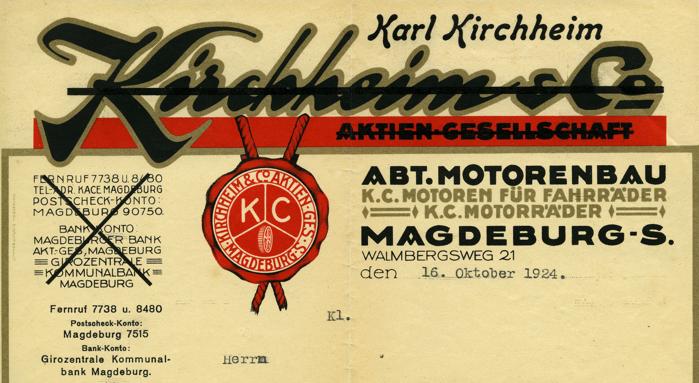 Karl Kirchheim
Kirchheim & Co
AKTIEN-GESELLSCHAFT
FERNRUF 7738 u. 8480
TEL-ADR. KACE MAGDEBURG
POSTSCHECK-KONTO:
MAGDEBURG 90750.
BANK-KONTO
MAGDEBURGER BANK
AKT-GES, MAGDEBURG
GIROZENTRALE
KOMMUNALBANK
MAGDEBURG
Fernruf 7738 u. 8480
Postscheck-Konto:
Magdeburg 7515
Bank-Konto:
Girozentrale Kommunal-
bank Magdeburg.
KIRCHHEIM & Co AKTIEN-GES.
MAGDEBURG-S.
K C
ABT. MOTORENBAU
K.C. MOTOREN FÜR FAHRRÄDER
K.C. MOTORRÄDER
MAGDEBURG-S.
WALMBERGSWEG 21
den 16. Oktober 1924.
Kl.
Herrn